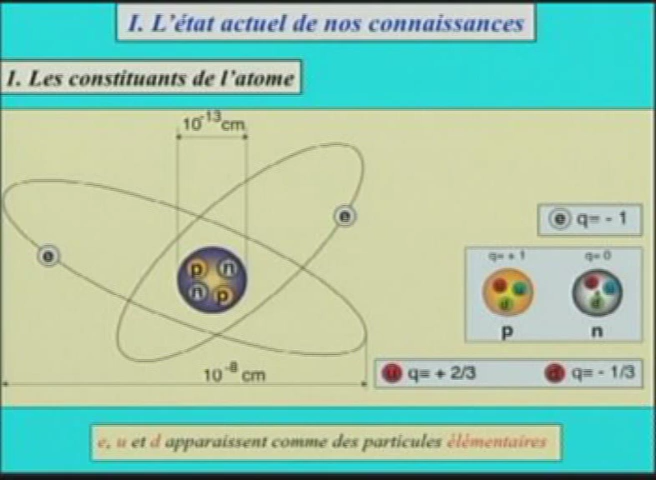 I. L'état actuel de nos connaissances
1. Les constituants de l'atome
10⁻¹³cm
e
e q= - 1
e
q= + 1 q= 0
p n
n p
u u d
u d d
p n
10⁻⁸ cm
u q= + 2/3 d q= - 1/3
e, u et d apparaissent comme des particules élémentaires